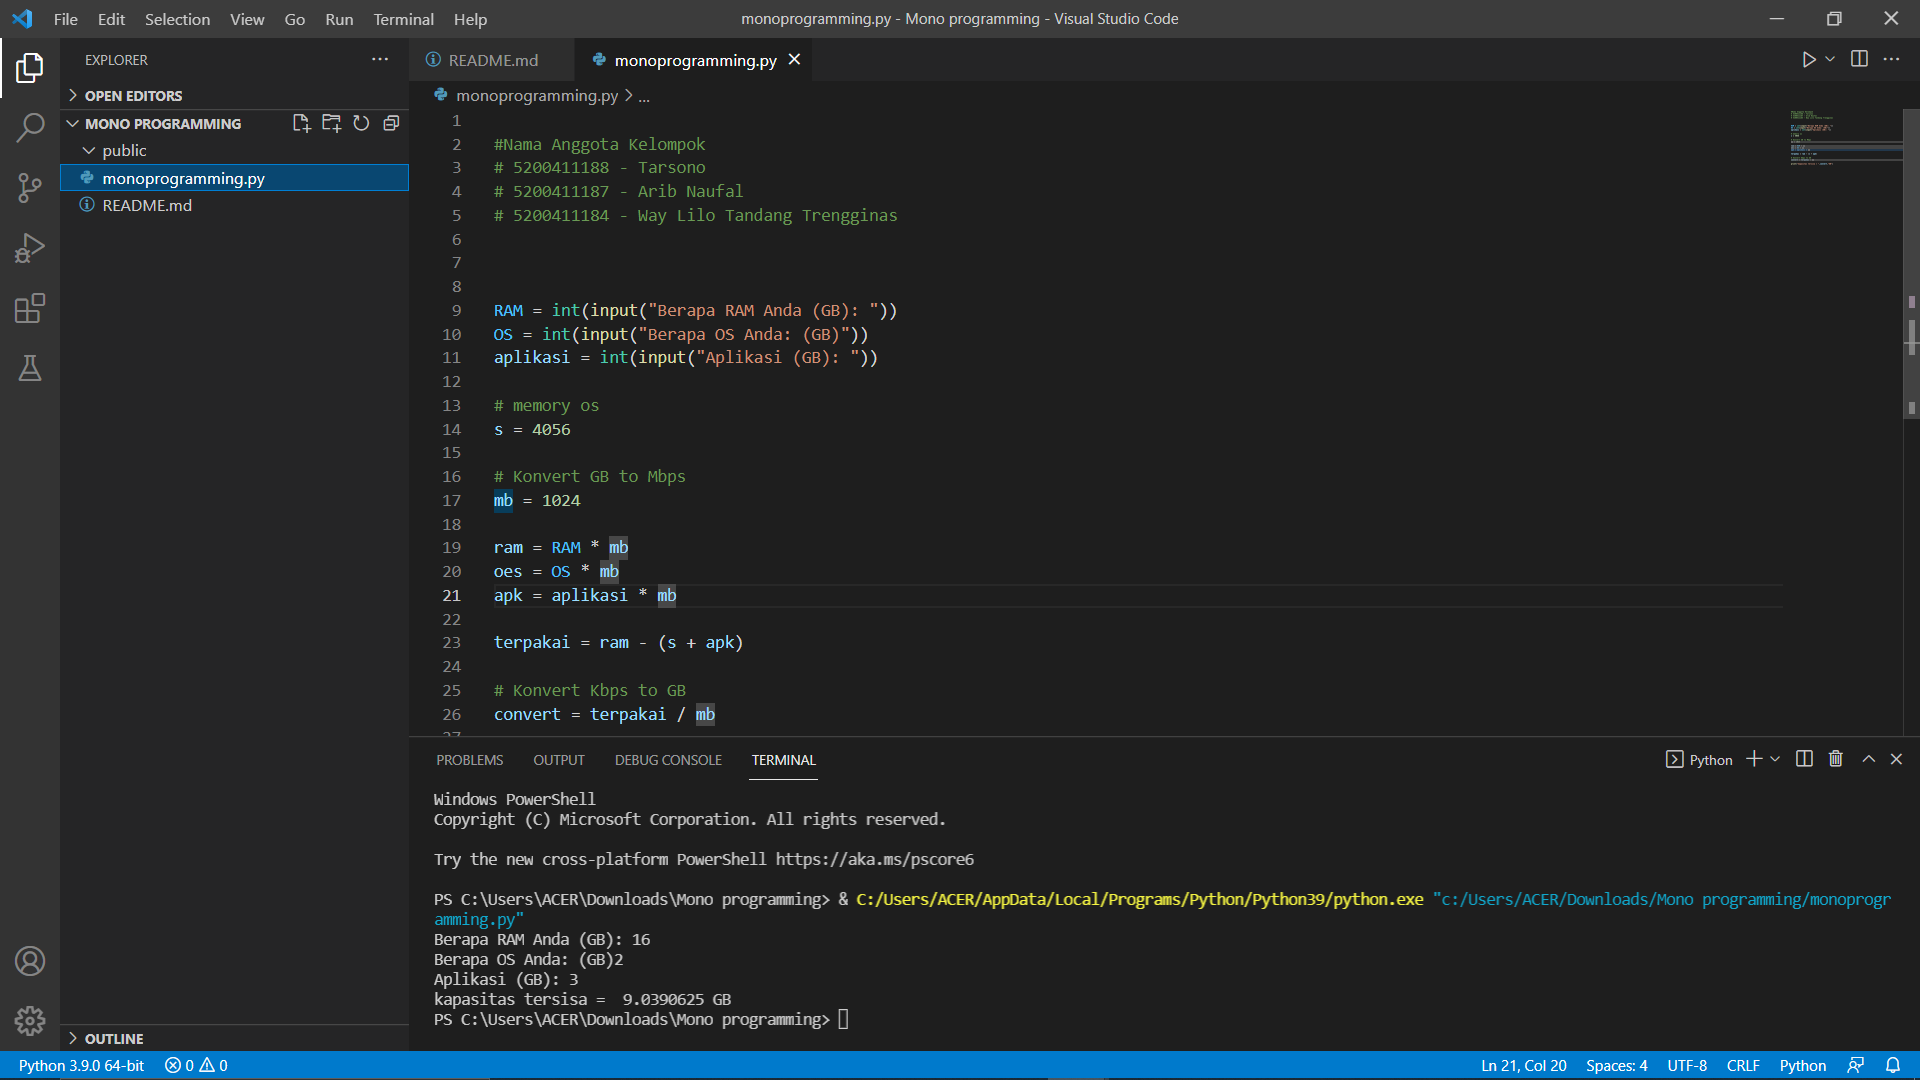 File Edit Selection View Go Run Terminal Help
monoprogramming.py - Mono programming - Visual Studio Code
EXPLORER
OPEN EDITORS
MONO PROGRAMMING
public
monoprogramming.py
README.md
OUTLINE
README.md
monoprogramming.py
monoprogramming.py > ...
1
2 #Nama Anggota Kelompok
3 # 5200411188 - Tarsono
4 # 5200411187 - Arib Naufal
5 # 5200411184 - Way Lilo Tandang Trengginas
6
7
8
9 RAM = int(input("Berapa RAM Anda (GB): "))
10 OS = int(input("Berapa OS Anda: (GB)"))
11 aplikasi = int(input("Aplikasi (GB): "))
12
13 # memory os
14 s = 4056
15
16 # Konvert GB to Mbps
17 mb = 1024
18
19 ram = RAM * mb
20 oes = OS * mb
21 apk = aplikasi * mb
22
23 terpakai = ram - (s + apk)
24
25 # Konvert Kbps to GB
26 convert = terpakai / mb
27
PROBLEMS OUTPUT DEBUG CONSOLE TERMINAL
Python
Windows PowerShell
Copyright (C) Microsoft Corporation. All rights reserved.
Try the new cross-platform PowerShell https://aka.ms/pscore6
PS C:\Users\ACER\Downloads\Mono programming> & C:/Users/ACER/AppData/Local/Programs/Python/Python39/python.exe "c:/Users/ACER/Downloads/Mono programming/monoprogr
amming.py"
Berapa RAM Anda (GB): 16
Berapa OS Anda: (GB)2
Aplikasi (GB): 3
kapasitas tersisa =  9.0390625 GB
PS C:\Users\ACER\Downloads\Mono programming>
Python 3.9.0 64-bit 0 0
Ln 21, Col 20 Spaces: 4 UTF-8 CRLF Python